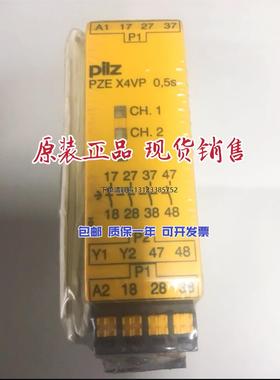 A1 17 27 37
P1
pilz
PZE X4VP 0,5s
CH. 1
CH. 2
原装正品 现货销售
17 27 37 47
18 28 38 48
包邮 质保一年 可开发票
P2
Y1 Y2 47 48
P1
A2 18 28 38